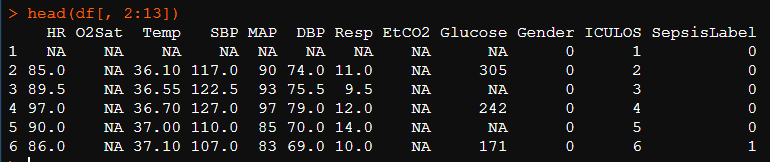 > head(df[, 2:13])
HR O2Sat Temp SBP MAP DBP Resp EtCO2 Glucose Gender ICULOS SepsisLabel
1 NA NA NA NA NA NA NA NA NA 0 1 0
2 85.0 NA 36.10 117.0 90 74.0 11.0 NA 305 0 2 0
3 89.5 NA 36.55 122.5 93 75.5 9.5 NA NA 0 3 0
4 97.0 NA 36.70 127.0 97 79.0 12.0 NA 242 0 4 0
5 90.0 NA 37.00 110.0 85 70.0 14.0 NA NA 0 5 0
6 86.0 NA 37.10 107.0 83 69.0 10.0 NA 171 0 6 1